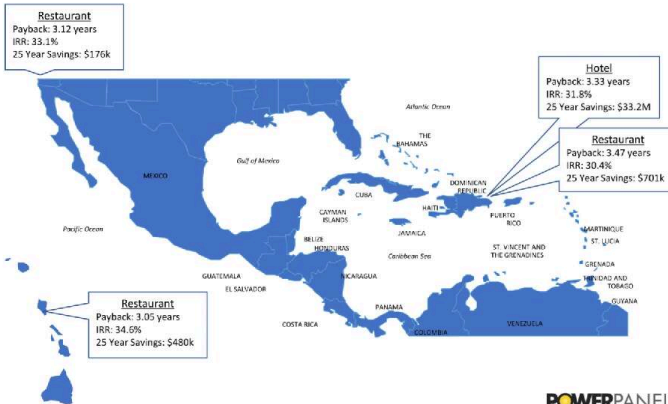 Restaurant
Payback: 3.12 years
IRR: 33.1%
25 Year Savings: $176k
Hotel
Payback: 3.33 years
IRR: 31.8%
25 Year Savings: $33.2M
Restaurant
Payback: 3.47 years
IRR: 30.4%
25 Year Savings: $701k
Atlantic Ocean
THE
BAHAMAS
Gulf of Mexico
MEXICO
CUBA
DOMINICAN
REPUBLIC
HAITI
CAYMAN
ISLANDS
JAMAICA
PUERTO
RICO
Pacific Ocean
BELIZE
HONDURAS
Caribbean Sea
ST. VINCENT AND
THE GRENADINES
MARTINIQUE
ST. LUCIA
GRENADA
TRINIDAD AND
TOBAGO
GUYANA
GUATEMALA
EL SALVADOR
NICARAGUA
COSTA RICA
PANAMA
COLOMBIA
VENEZUELA
Restaurant
Payback: 3.05 years
IRR: 34.6%
25 Year Savings: $480k
POWERPANEL